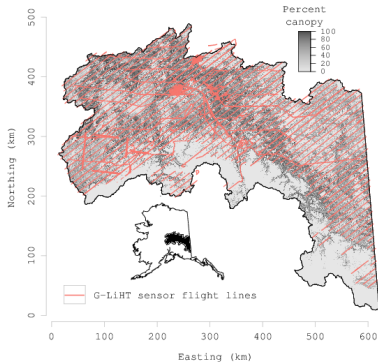 Percent
canopy
100
80
60
40
20
0
Northing (km)
500
400
300
200
100
0
G-LiHT sensor flight lines
0 100 200 300 400 500 600
Easting (km)